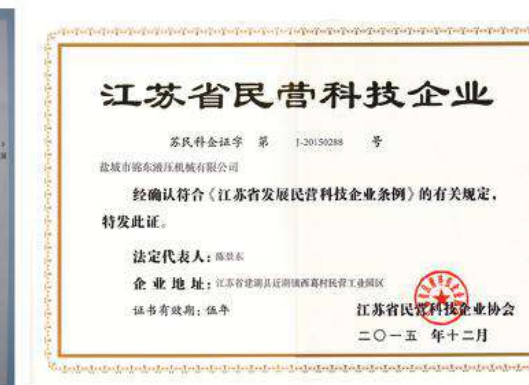 江苏省民营科技企业
苏民科企证字 第 J-20150288 号
盐城市锦东液压机械有限公司
经确认符合《江苏省发展民营科技企业条例》的有关规定，
特发此证。
法定代表人：陈景东
企业地址：江苏省建湖县近湖镇西葛村民营工业园区
证书有效期：伍年
江苏省民营科技企业协会
二〇一五 年十二月